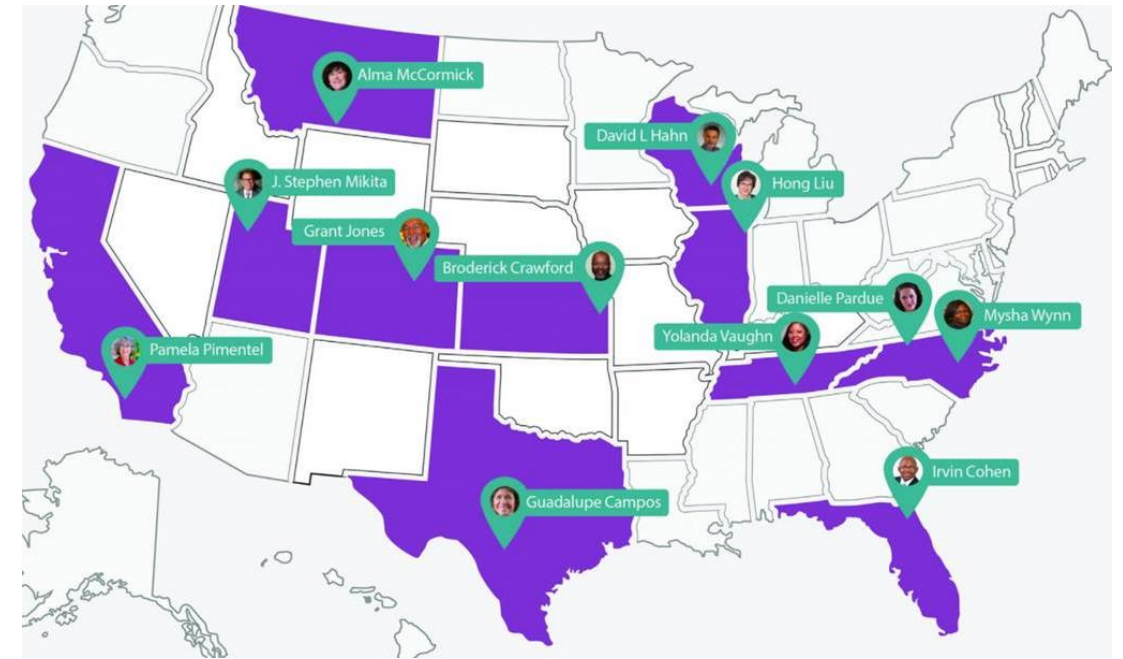 Alma McCormick
David L Hahn
J. Stephen Mikita
Hong Liu
Grant Jones
Broderick Crawford
Danielle Pardue
Mysha Wynn
Yolanda Vaughn
Pamela Pimentel
Irvin Cohen
Guadalupe Campos